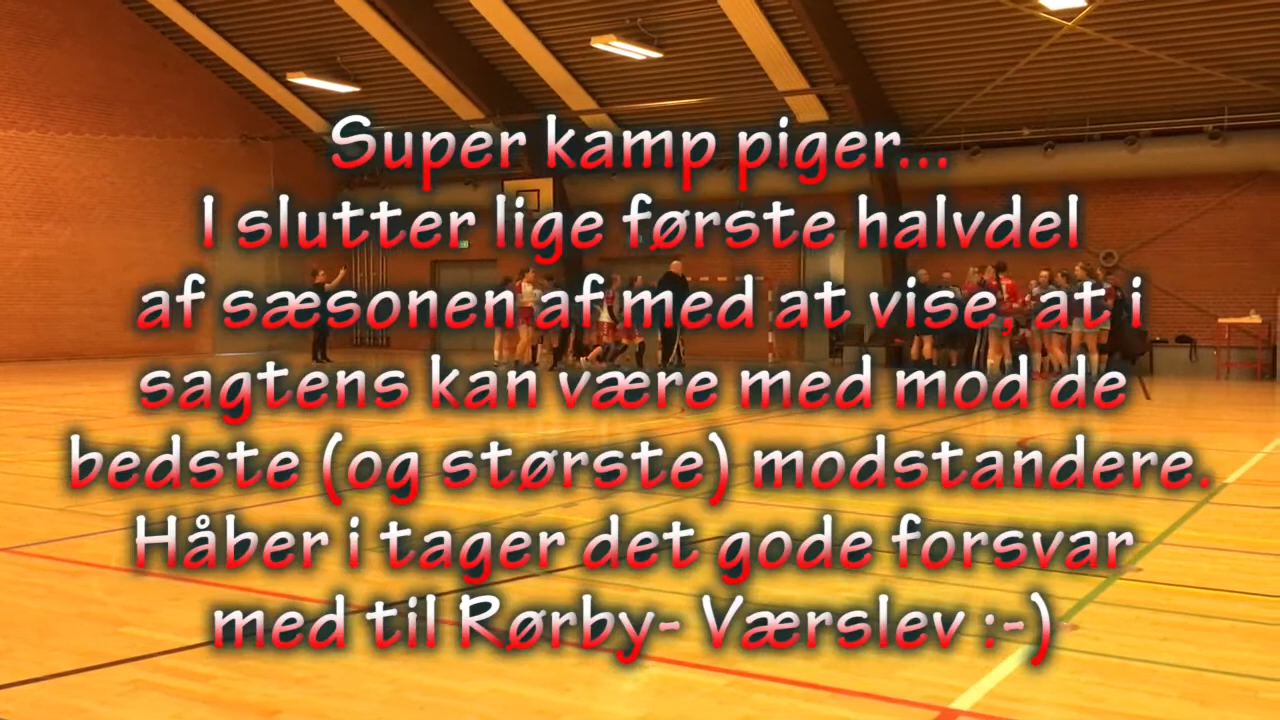 Super kamp piger...
I slutter lige første halvdel
af sæsonen af med at vise, at i
sagtens kan være med mod de
bedste (og største) modstandere.
Håber i tager det gode forsvar
med til Rørby- Værslev :-)